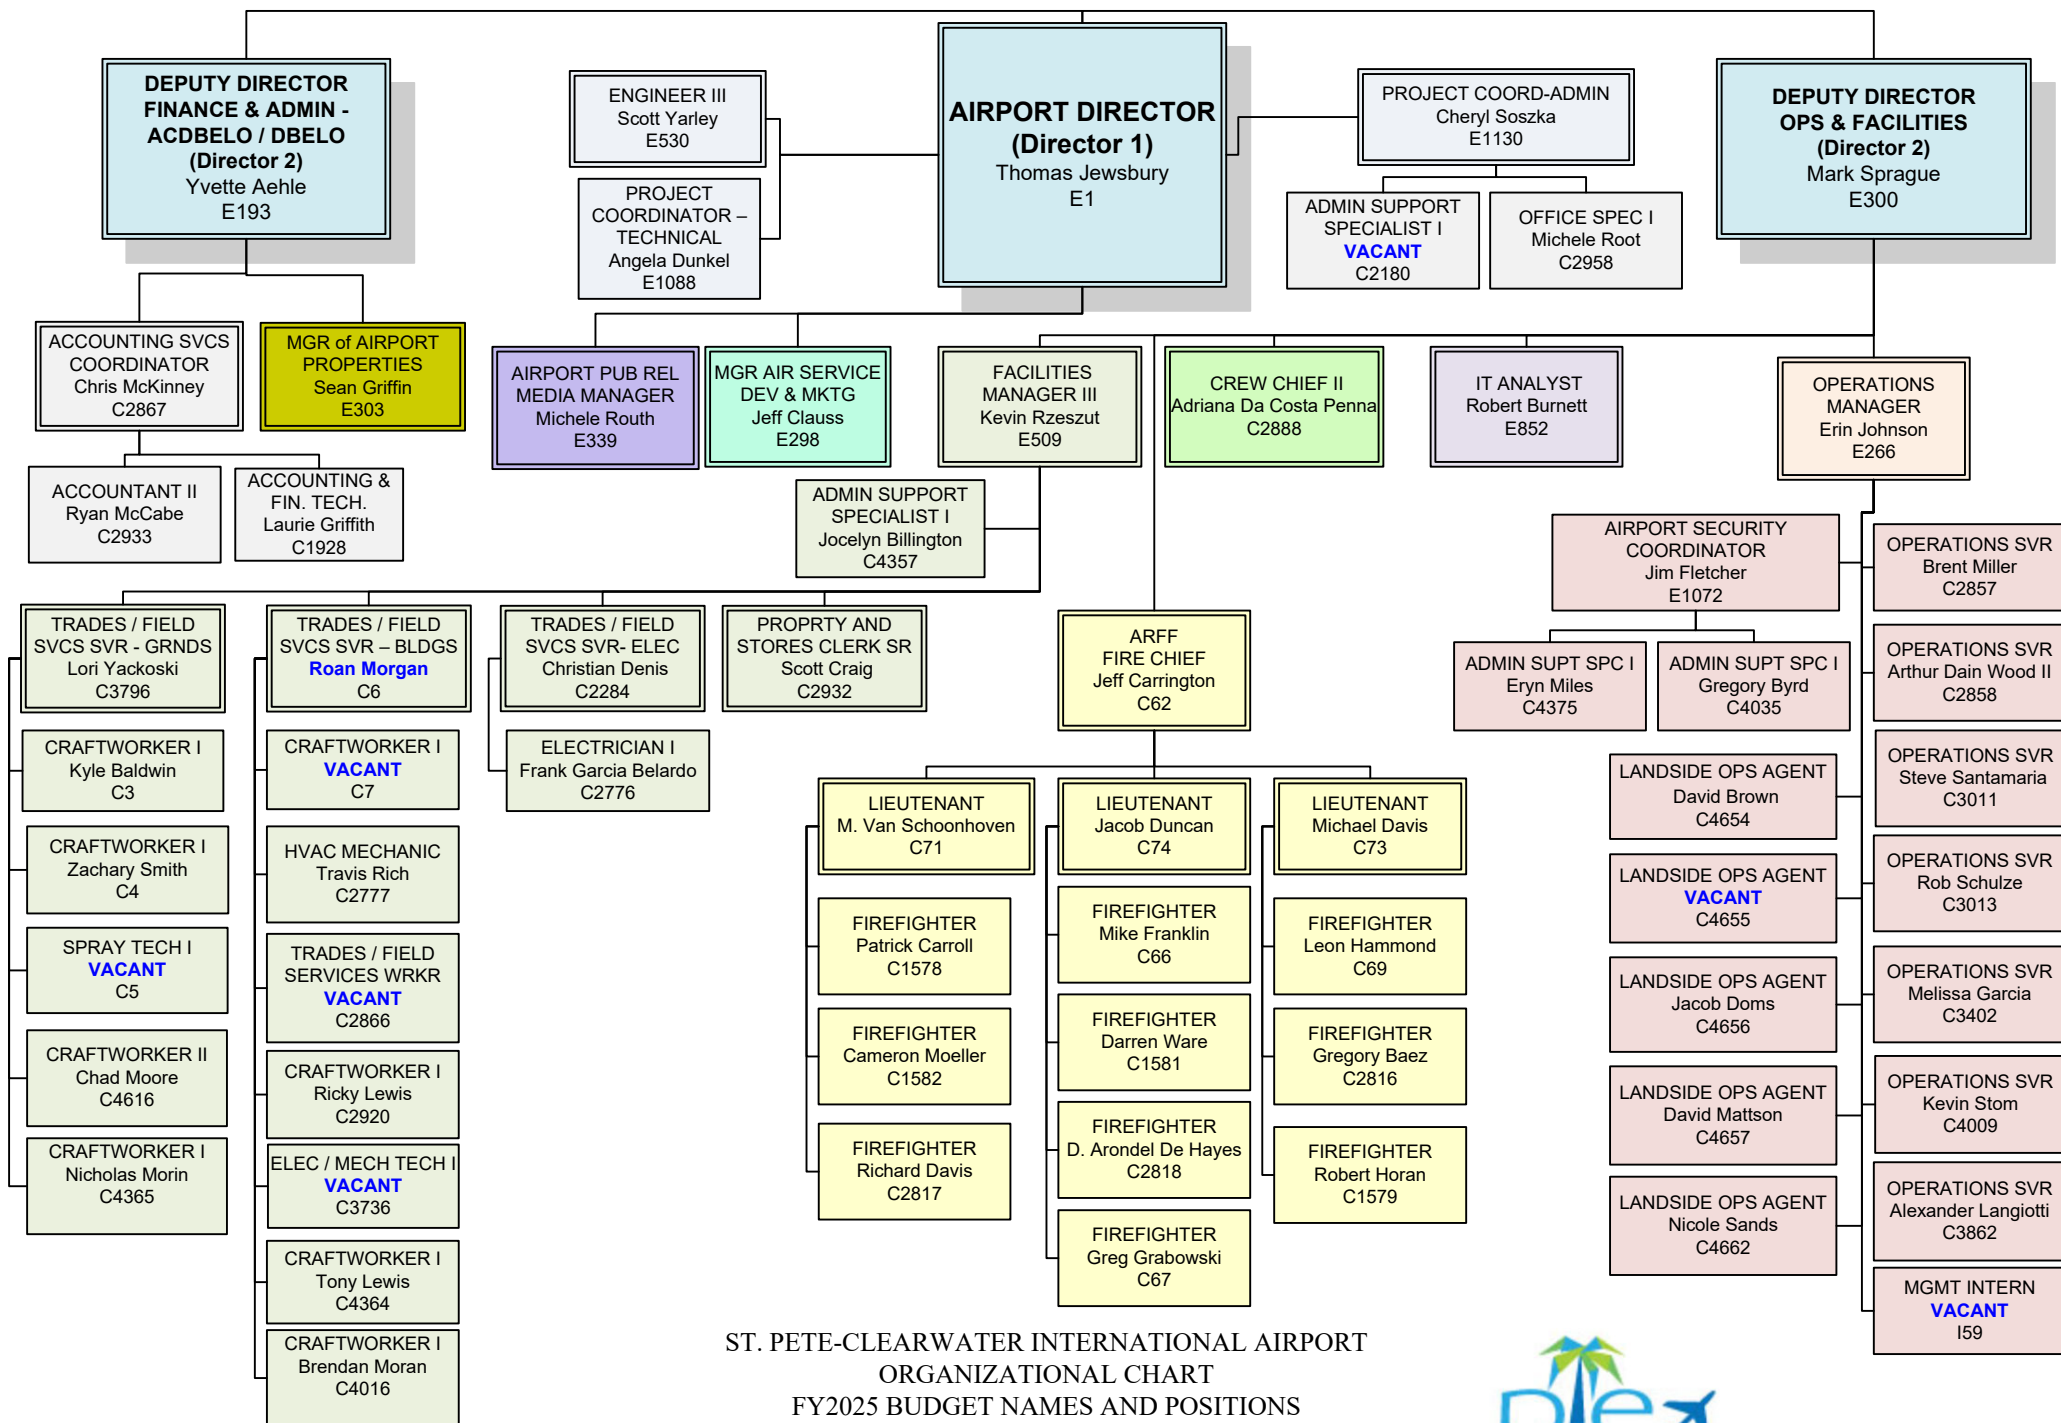 DEPUTY DIRECTOR
FINANCE & ADMIN -
ACDBELO / DBELO
(Director 2)
Yvette Aehle
E193
ENGINEER III
Scott Yarley
E530
PROJECT
COORDINATOR –
TECHNICAL
Angela Dunkel
E1088
AIRPORT DIRECTOR
(Director 1)
Thomas Jewsbury
E1
PROJECT COORD-ADMIN
Cheryl Soszka
E1130
ADMIN SUPPORT
SPECIALIST I
VACANT
C2180
OFFICE SPEC I
Michele Root
C2958
DEPUTY DIRECTOR
OPS & FACILITIES
(Director 2)
Mark Sprague
E300
ACCOUNTING SVCS
COORDINATOR
Chris McKinney
C2867
MGR of AIRPORT
PROPERTIES
Sean Griffin
E303
AIRPORT PUB REL
MEDIA MANAGER
Michele Routh
E339
MGR AIR SERVICE
DEV & MKTG
Jeff Clauss
E298
FACILITIES
MANAGER III
Kevin Rzeszut
E509
CREW CHIEF II
Adriana Da Costa Penna
C2888
IT ANALYST
Robert Burnett
E852
OPERATIONS
MANAGER
Erin Johnson
E266
ACCOUNTANT II
Ryan McCabe
C2933
ACCOUNTING &
FIN. TECH.
Laurie Griffith
C1928
ADMIN SUPPORT
SPECIALIST I
Jocelyn Billington
C4357
TRADES / FIELD
SVCS SVR - GRNDS
Lori Yackoski
C3796
CRAFTWORKER I
Kyle Baldwin
C3
CRAFTWORKER I
Zachary Smith
C4
SPRAY TECH I
VACANT
C5
CRAFTWORKER II
Chad Moore
C4616
CRAFTWORKER I
Nicholas Morin
C4365
TRADES / FIELD
SVCS SVR – BLDGS
Roan Morgan
C6
CRAFTWORKER I
VACANT
C7
HVAC MECHANIC
Travis Rich
C2777
TRADES / FIELD
SERVICES WRKR
VACANT
C2866
CRAFTWORKER I
Ricky Lewis
C2920
ELEC / MECH TECH I
VACANT
C3736
CRAFTWORKER I
Tony Lewis
C4364
CRAFTWORKER I
Brendan Moran
C4016
TRADES / FIELD
SVCS SVR- ELEC
Christian Denis
C2284
ELECTRICIAN I
Frank Garcia Belardo
C2776
PROPRTY AND
STORES CLERK SR
Scott Craig
C2932
ARFF
FIRE CHIEF
Jeff Carrington
C62
LIEUTENANT
M. Van Schoonhoven
C71
FIREFIGHTER
Patrick Carroll
C1578
FIREFIGHTER
Cameron Moeller
C1582
FIREFIGHTER
Richard Davis
C2817
LIEUTENANT
Jacob Duncan
C74
FIREFIGHTER
Mike Franklin
C66
FIREFIGHTER
Darren Ware
C1581
FIREFIGHTER
D. Arondel De Hayes
C2818
FIREFIGHTER
Greg Grabowski
C67
LIEUTENANT
Michael Davis
C73
FIREFIGHTER
Leon Hammond
C69
FIREFIGHTER
Gregory Baez
C2816
FIREFIGHTER
Robert Horan
C1579
AIRPORT SECURITY
COORDINATOR
Jim Fletcher
E1072
ADMIN SUPT SPC I
Eryn Miles
C4375
ADMIN SUPT SPC I
Gregory Byrd
C4035
LANDSIDE OPS AGENT
David Brown
C4654
LANDSIDE OPS AGENT
VACANT
C4655
LANDSIDE OPS AGENT
Jacob Doms
C4656
LANDSIDE OPS AGENT
David Mattson
C4657
LANDSIDE OPS AGENT
Nicole Sands
C4662
OPERATIONS SVR
Brent Miller
C2857
OPERATIONS SVR
Arthur Dain Wood II
C2858
OPERATIONS SVR
Steve Santamaria
C3011
OPERATIONS SVR
Rob Schulze
C3013
OPERATIONS SVR
Melissa Garcia
C3402
OPERATIONS SVR
Kevin Stom
C4009
OPERATIONS SVR
Alexander Langiotti
C3862
MGMT INTERN
VACANT
I59
ST. PETE-CLEARWATER INTERNATIONAL AIRPORT
ORGANIZATIONAL CHART
FY2025 BUDGET NAMES AND POSITIONS
pie